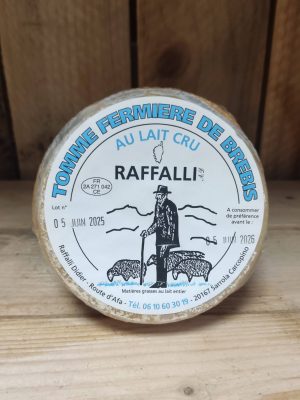 TOMME FERMIERE DE BREBIS
AU LAIT CRU
RAFFALLI
FR
2A 271 042
CE
Lot n°
05 JUIN 2025
A consommer
de préférence
avant le :
05 JUIN 2026
Matières grasses au lait entier
Raffalli Didier - Route d'Afa - Tél. 06 10 60 30 19 - 20167 Sarrola Carcopino